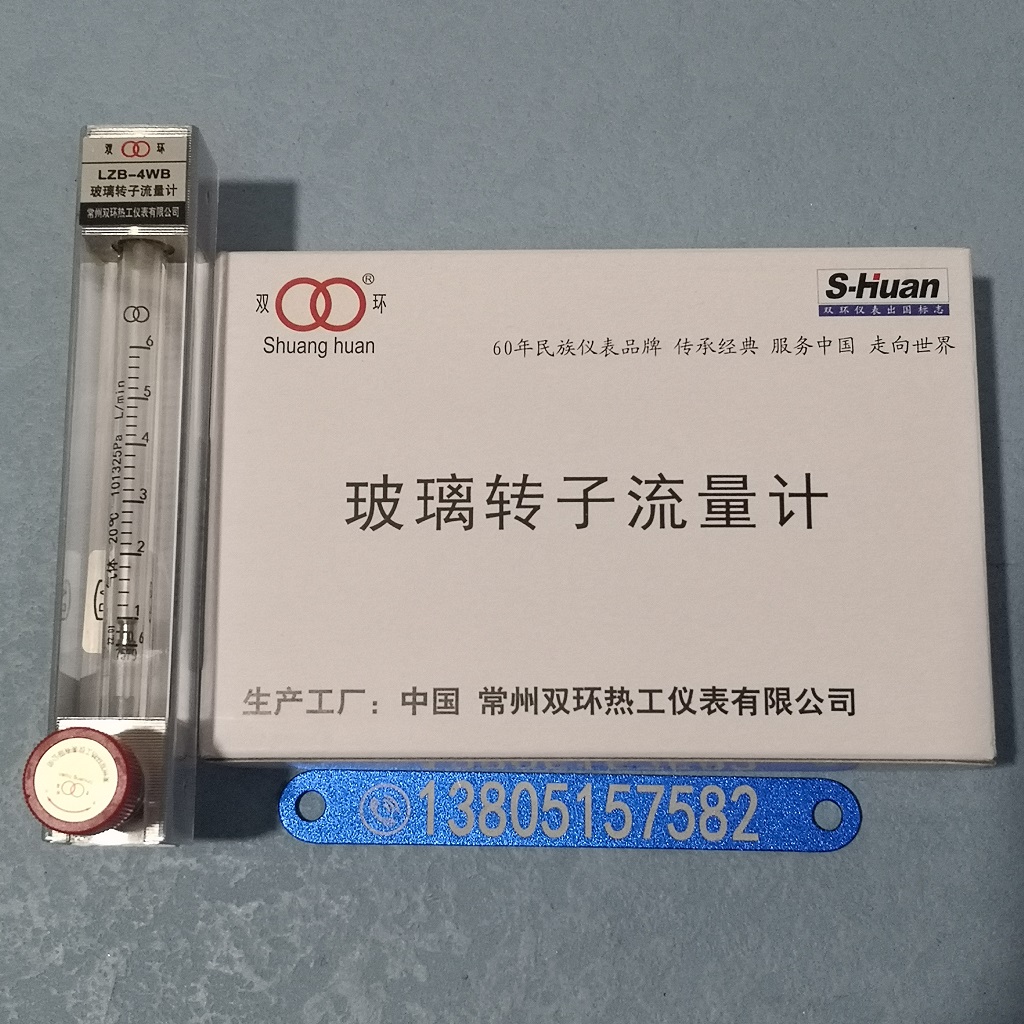 双 环
LZB-4WB
玻璃转子流量计
常州双环热工仪表有限公司
6
5
4
3
2
1
气体 20℃ 101325Pa L/min
双 环 ®
Shuang huan
S-Huan
双环仪表出国标志
60年民族仪表品牌 传承经典 服务中国 走向世界
玻璃转子流量计
生产工厂：中国 常州双环热工仪表有限公司
13805157582